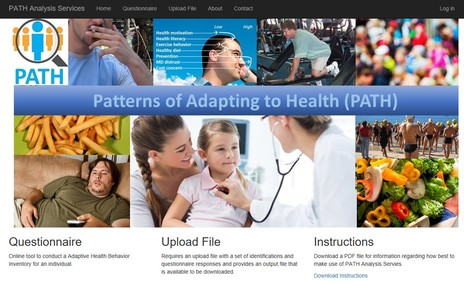 PATH Analysis Services Home Questionnaire Upload File About Contact Log in
PATH
Low High
Health motivation
Health literacy
Exercise behavior
Healthy diet
Prevention
MD distrust
Cost concern
Patterns of Adapting to Health (PATH)
Questionnaire
Online tool to conduct a Adaptive Health Behavior
Inventory for an individual.
Upload File
Requires an upload file with a set of identifications and
questionnaire responses and provides an output file
that is available to be downloaded.
Instructions
Download a PDF file for information regarding how best to
make use of PATH Analysis Servies.
Download Instructions